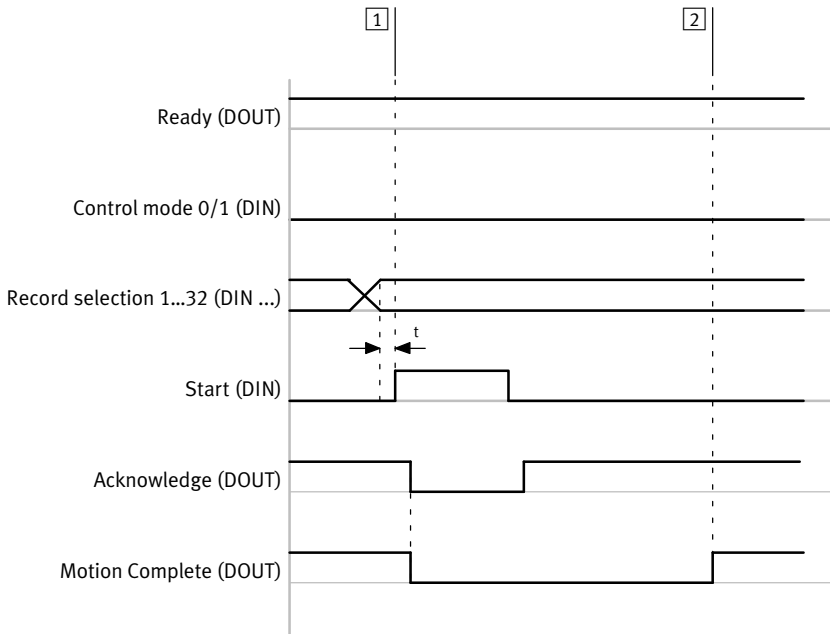 1
2
Ready (DOUT)
Control mode 0/1 (DIN)
Record selection 1...32 (DIN ...)
t
Start (DIN)
Acknowledge (DOUT)
Motion Complete (DOUT)